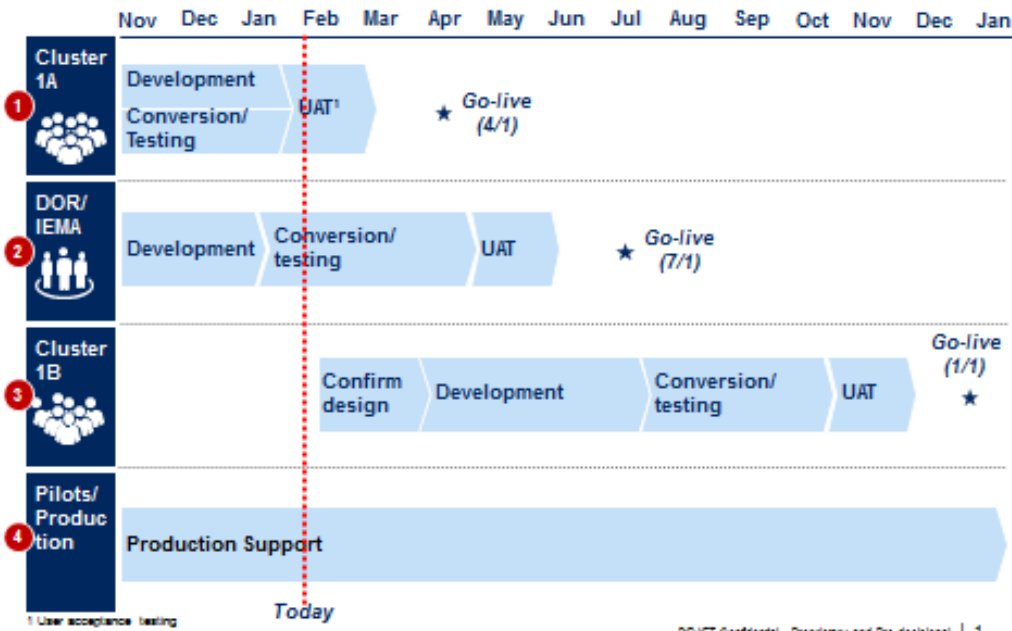 Nov Dec Jan Feb Mar Apr May Jun Jul Aug Sep Oct Nov Dec Jan
Cluster
1A
1
Development
Conversion/
Testing
UAT¹
Go-live
(4/1)
DOR/
IEMA
2
Development
Conversion/
testing
UAT
Go-live
(7/1)
Cluster
1B
3
Confirm
design
Development
Conversion/
testing
UAT
Go-live
(1/1)
Pilots/
Produc
tion
4
Production Support
Today
1 User acceptance testing
1